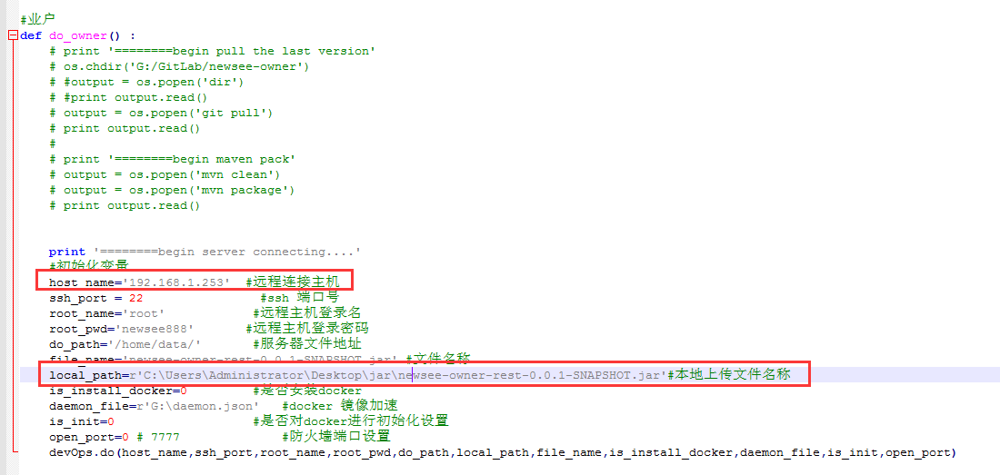 #业户
def do_owner() :
# print '========begin pull the last version'
# os.chdir('G:/GitLab/newsee-owner')
# #output = os.popen('dir')
# #print output.read()
# output = os.popen('git pull')
# print output.read()
#
# print '========begin maven pack'
# output = os.popen('mvn clean')
# output = os.popen('mvn package')
# print output.read()
print '========begin server connecting....'
#初始化变量
host_name='192.168.1.253'  #远程连接主机
ssh_port = 22                #ssh 端口号
root_name='root'            #远程主机登录名
root_pwd='newsee888'       #远程主机登录密码
do_path='/home/data/'       #服务器文件地址
file_name='newsee-owner-rest-0.0.1-SNAPSHOT.jar' #文件名称
local_path=r'C:\Users\Administrator\Desktop\jar\newsee-owner-rest-0.0.1-SNAPSHOT.jar'#本地上传文件名称
is_install_docker=0         #是否安装docker
daemon_file=r'G:\daemon.json'   #docker 镜像加速
is_init=0                   #是否对docker进行初始化设置
open_port=0 # 7777              #防火墙端口设置
devOps.do(host_name,ssh_port,root_name,root_pwd,do_path,local_path,file_name,is_install_docker,daemon_file,is_init,open_port)